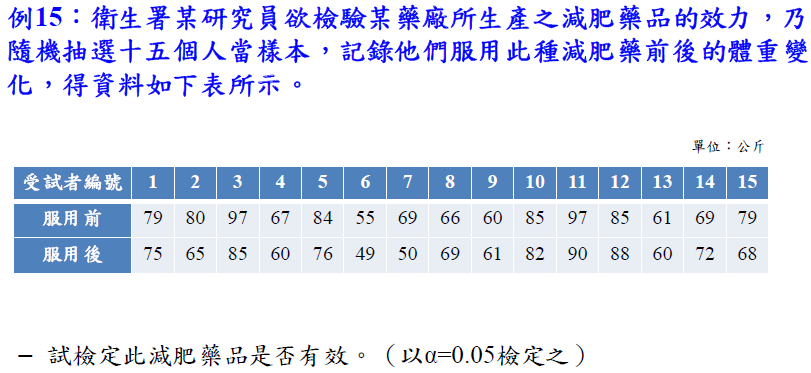 例15：衛生署某研究員欲檢驗某藥廠所生產之減肥藥品的效力，乃
隨機抽選十五個人當樣本，記錄他們服用此種減肥藥前後的體重變
化，得資料如下表所示。
單位：公斤
受試者編號 1 2 3 4 5 6 7 8 9 10 11 12 13 14 15
服用前 79 80 97 67 84 55 69 66 60 85 97 85 61 69 79
服用後 75 65 85 60 76 49 50 69 61 82 90 88 60 72 68
– 試檢定此減肥藥品是否有效。（以α=0.05檢定之）